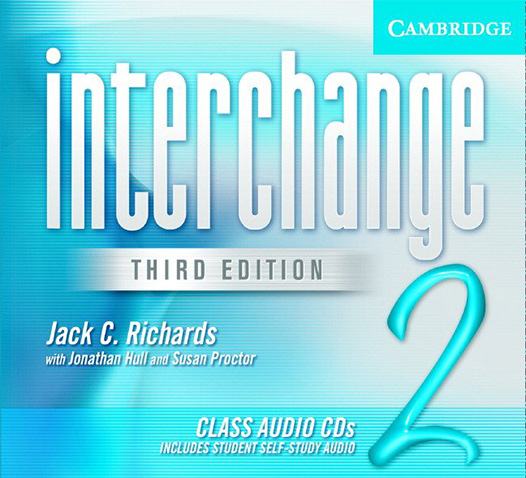 CAMBRIDGE
interchange
THIRD EDITION
2
Jack C. Richards
with Jonathan Hull and Susan Proctor
CLASS AUDIO CDs
INCLUDES STUDENT SELF-STUDY AUDIO